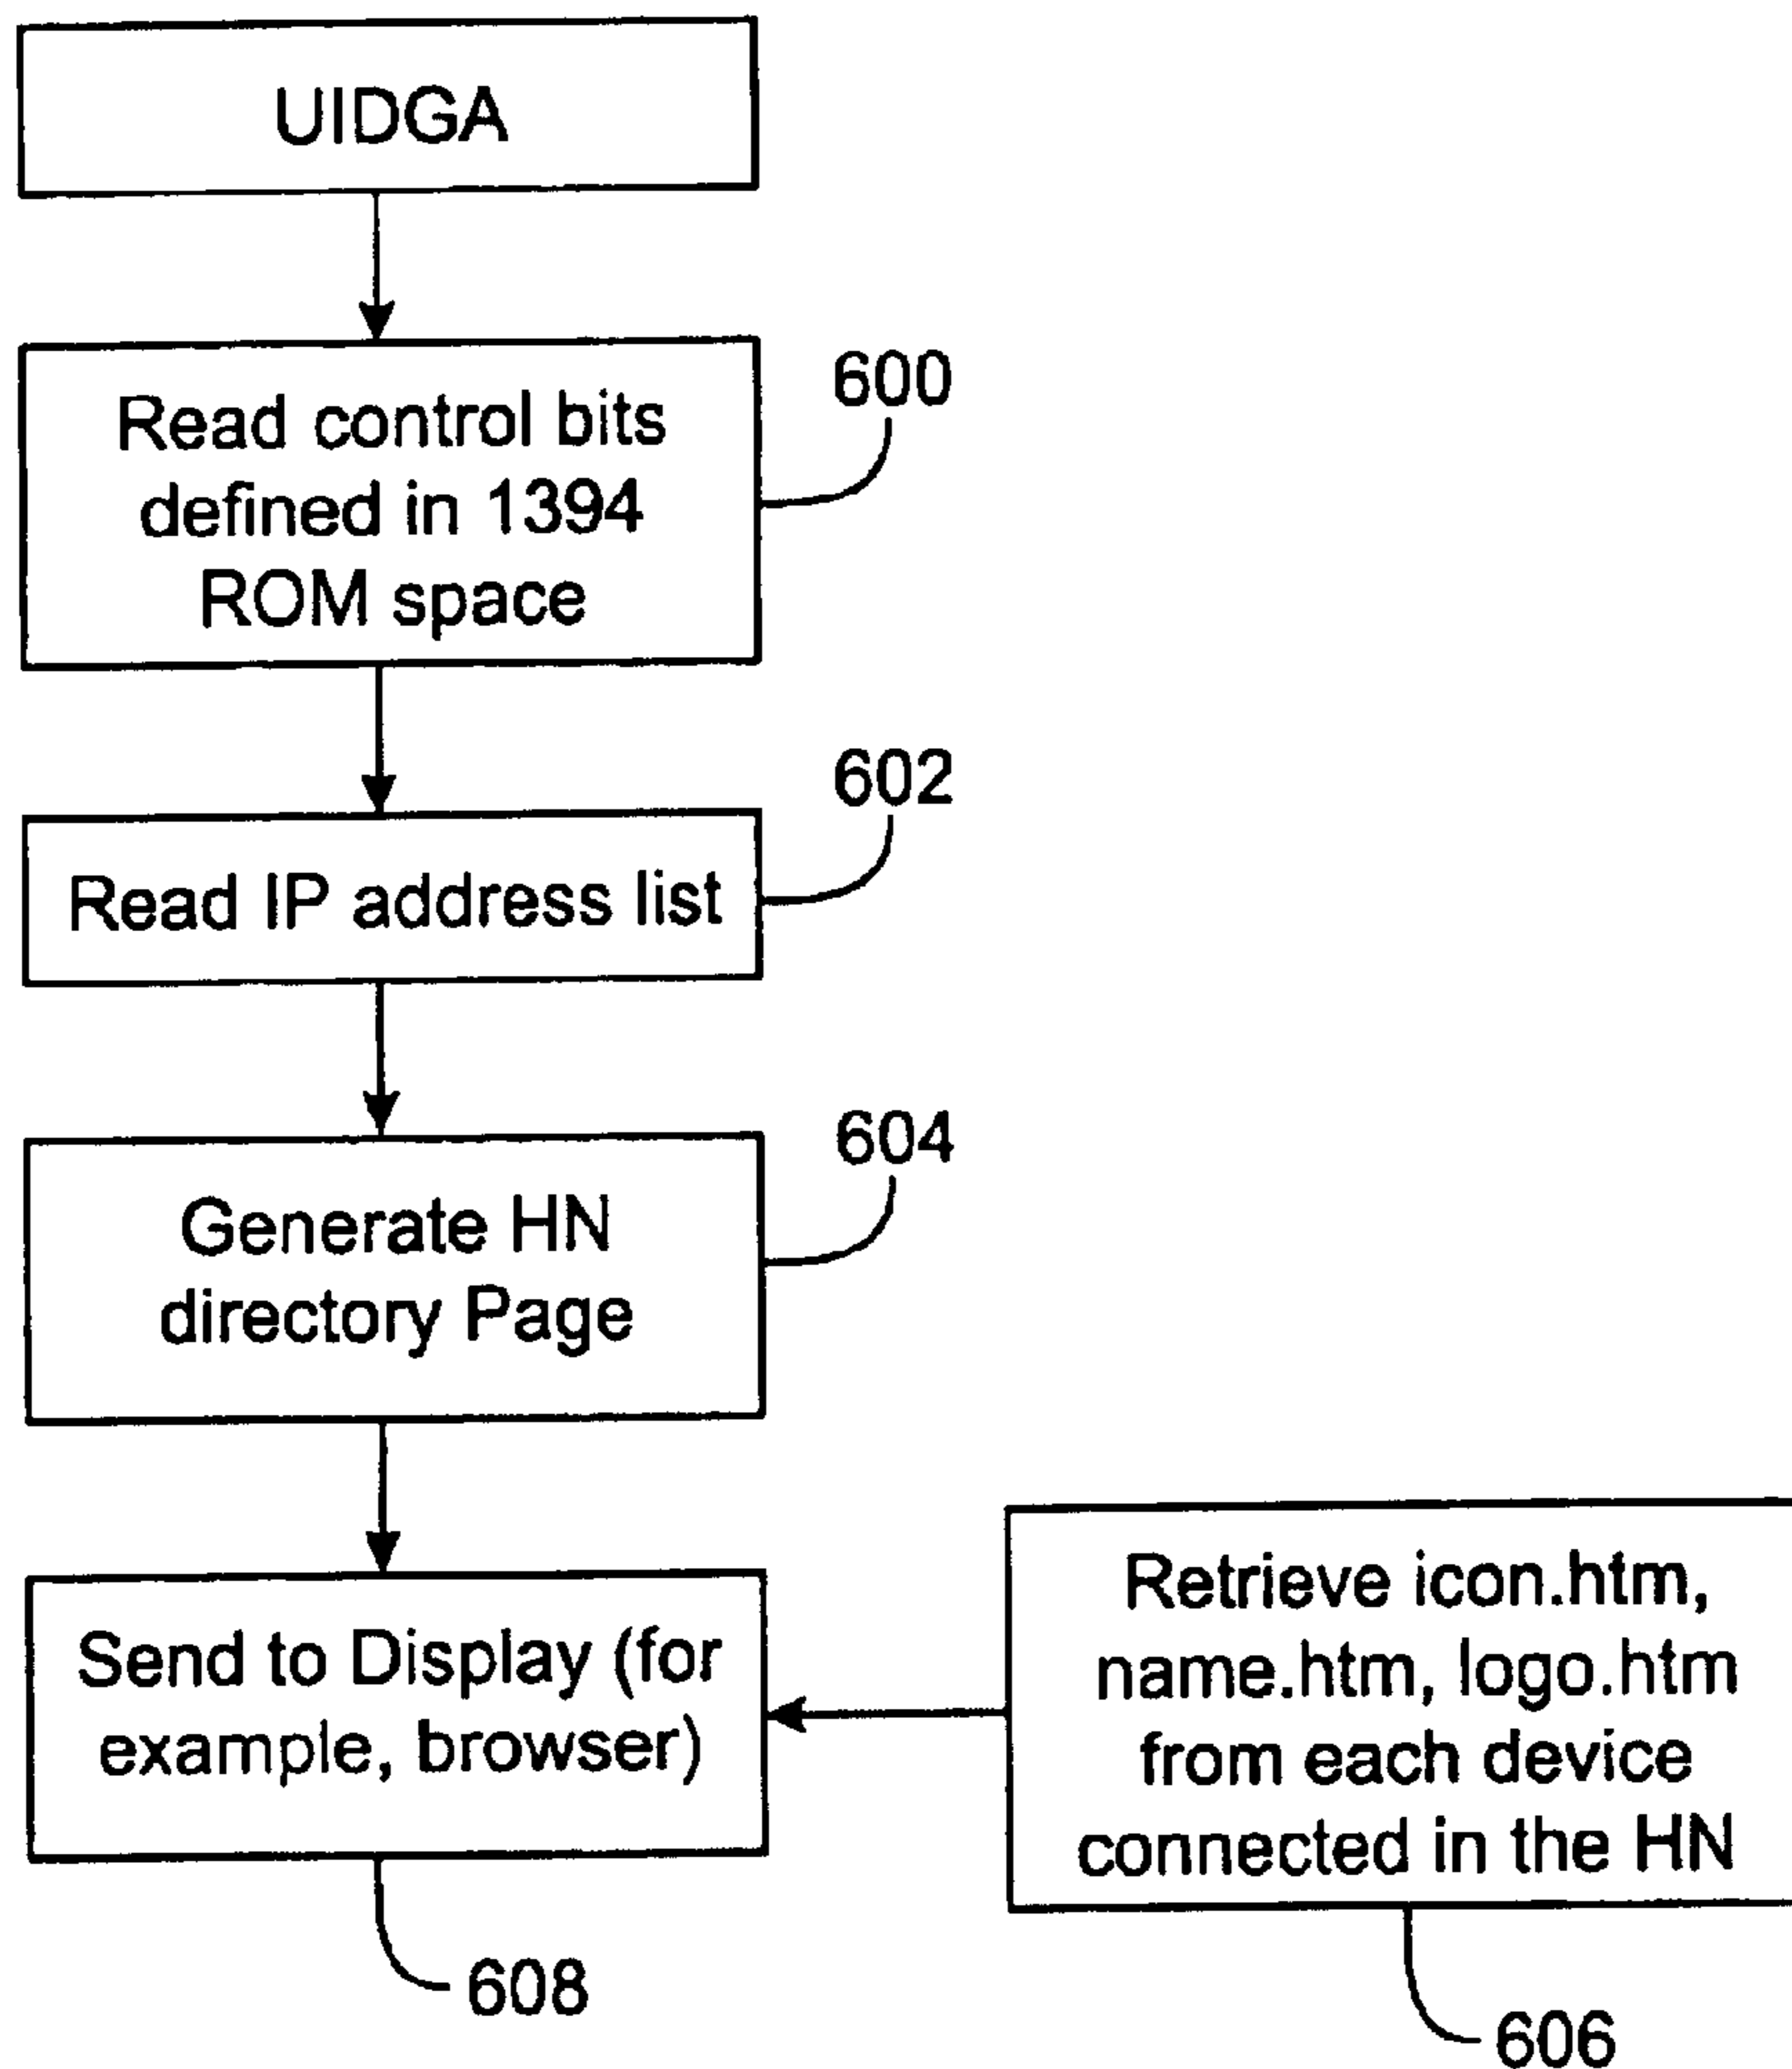 UIDGA
Read control bits
defined in 1394
ROM space
600
Read IP address list
602
Generate HN
directory Page
604
Send to Display (for
example, browser)
608
Retrieve icon.htm,
name.htm, logo.htm
from each device
connected in the HN
606